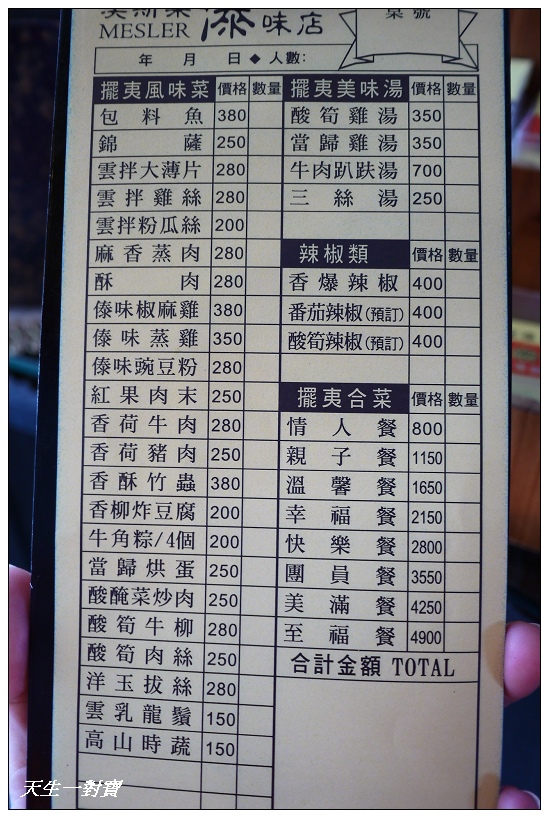 MESLER 傣味店
桌號
年 月 日◆人數:
擺夷風味菜 價格 數量
包料魚 380
錦薩 250
雲拌大薄片 280
雲拌雞絲 280
雲拌粉瓜絲 200
麻香蒸肉 280
酥肉 280
傣味椒麻雞 380
傣味蒸雞 350
傣味豌豆粉 280
紅果肉末 250
香荷牛肉 280
香荷豬肉 250
香酥竹蟲 380
香柳炸豆腐 200
牛角粽/4個 200
當歸烘蛋 250
酸醃菜炒肉 250
酸筍牛柳 280
酸筍肉絲 250
洋玉拔絲 280
雲乳龍鬚 150
高山時蔬 150
擺夷美味湯 價格 數量
酸筍雞湯 350
當歸雞湯 350
牛肉趴趺湯 700
三絲湯 250
辣椒類 價格 數量
香爆辣椒 400
番茄辣椒(預訂) 400
酸筍辣椒(預訂) 400
擺夷合菜 價格 數量
情人餐 800
親子餐 1150
溫馨餐 1650
幸福餐 2150
快樂餐 2800
團員餐 3550
美滿餐 4250
至福餐 4900
合計金額 TOTAL
天生一對寶